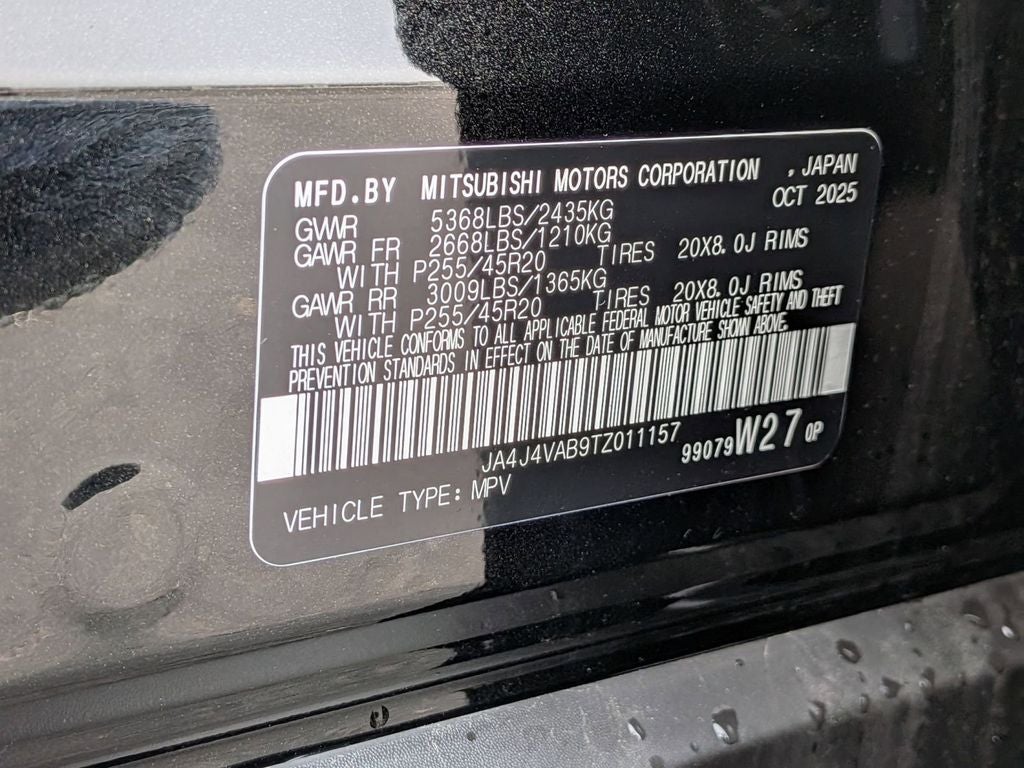 MFD.BY MITSUBISHI MOTORS CORPORATION , JAPAN
OCT 2025
GVWR 5368LBS/2435KG
GAWR FR 2668LBS/1210KG
WITH P255/45R20 TIRES 20X8.0J RIMS
GAWR RR 3009LBS/1365KG
WITH P255/45R20 TIRES 20X8.0J RIMS
THIS VEHICLE CONFORMS TO ALL APPLICABLE FEDERAL MOTOR VEHICLE SAFETY AND THEFT
PREVENTION STANDARDS IN EFFECT ON THE DATE OF MANUFACTURE SHOWN ABOVE.
JA4J4VAB9TZ011157 99079W270P
VEHICLE TYPE: MPV